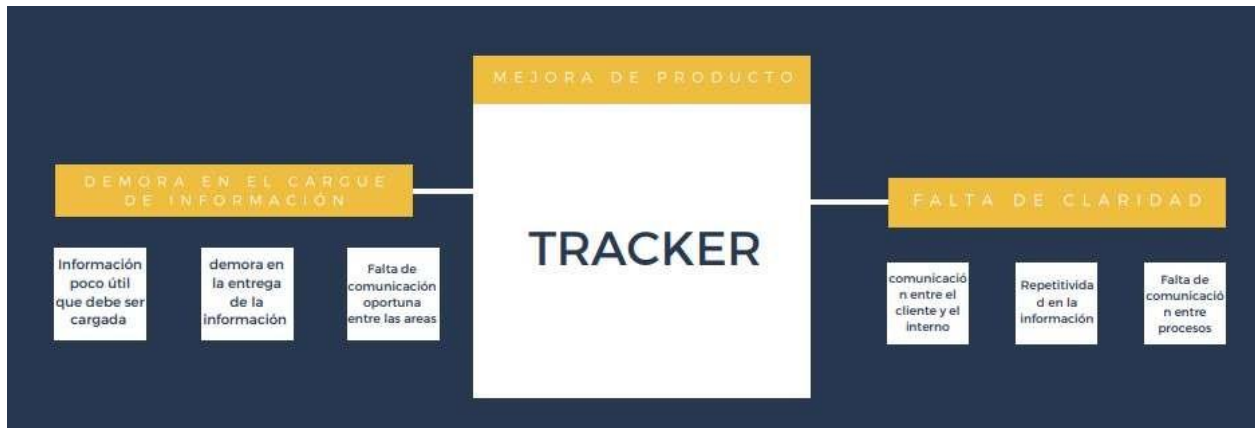 MEJORA DE PRODUCTO
DEMORA EN EL CARGUE
DE INFORMACIÓN
Información
poco útil
que debe ser
cargada
demora en
la entrega
de la
información
Falta de
comunicación
oportuna
entre las areas
TRACKER
FALTA DE CLARIDAD
comunicació
n entre el
cliente y el
interno
Repetitivida
d en la
información
Falta de
comunicació
n entre
procesos